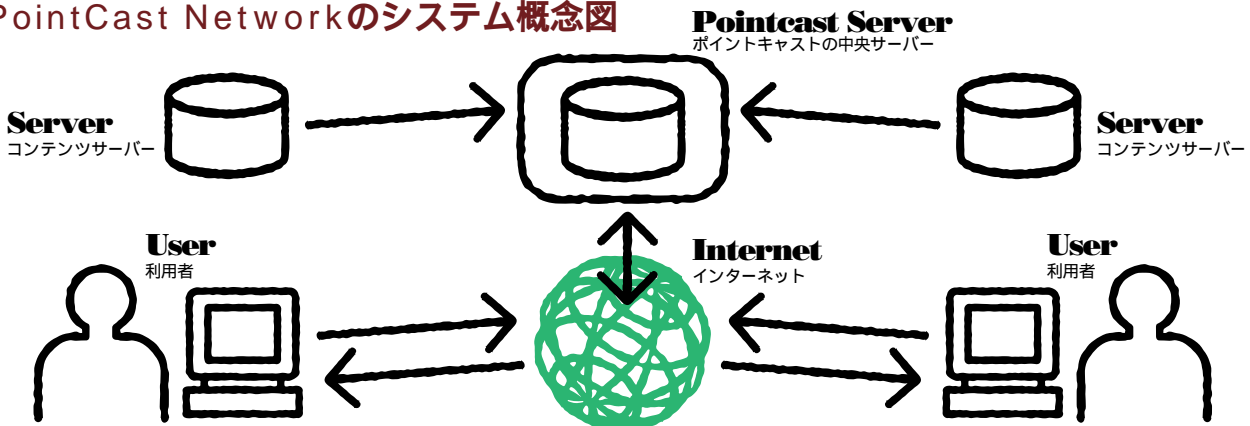 PointCast Networkのシステム概念図
Pointcast Server
ポイントキャストの中央サーバー
Server
コンテンツサーバー
Server
コンテンツサーバー
User
利用者
Internet
インターネット
User
利用者